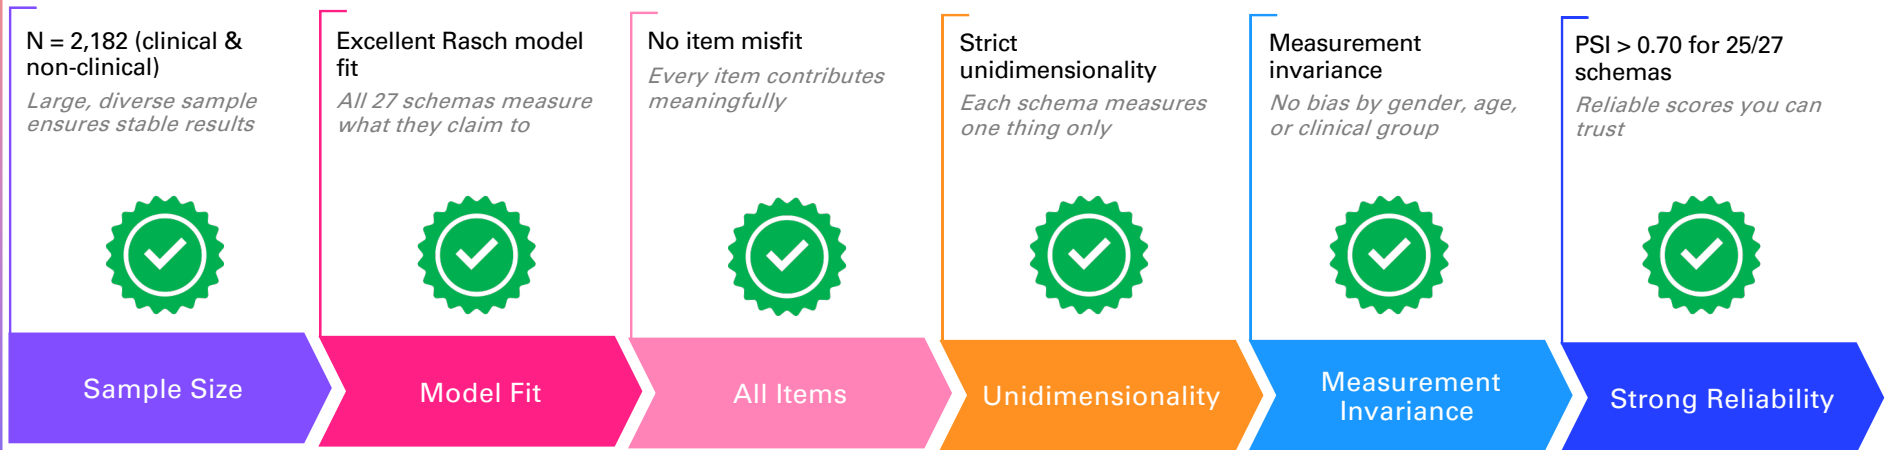 N = 2,182 (clinical &
non-clinical)
Large, diverse sample
ensures stable results
Sample Size
Excellent Rasch model
fit
All 27 schemas measure
what they claim to
Model Fit
No item misfit
Every item contributes
meaningfully
All Items
Strict
unidimensionality
Each schema measures
one thing only
Unidimensionality
Measurement
invariance
No bias by gender, age,
or clinical group
Measurement
Invariance
PSI > 0.70 for 25/27
schemas
Reliable scores you can
trust
Strong Reliability